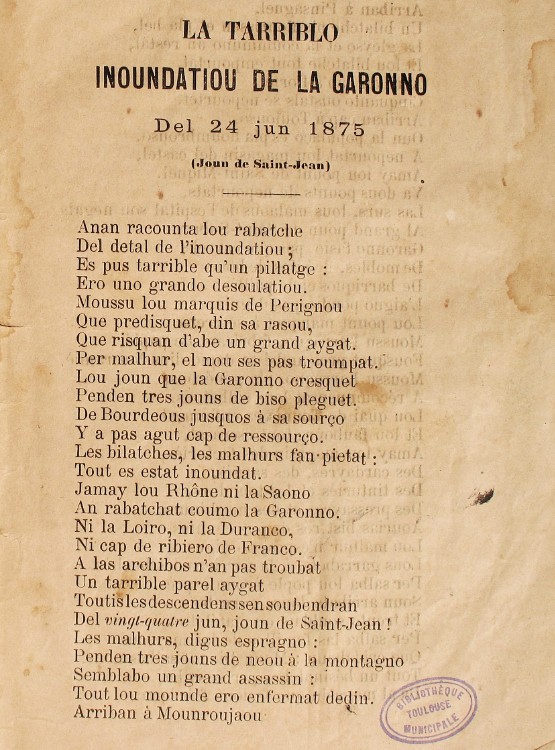 LA TARRIBLO
INOUNDATIOU DE LA GARONNO
Del 24 jun 1875
(Joun de Saint-Jean)
Anan racounta lou rabatche
Del detal de l'inoundatiou ;
Es pus tarrible qu'un pillatge :
Ero uno grando desoulatiou.
Moussu lou marquis de Perignou
Que predisquet, din sa rasou,
Que risquan d'abe un grand aygat.
Per malhur, el nou ses pas troumpat.
Lou joun que la Garonno cresquet
Penden tres jouns de biso pleguet.
De Bourdeous jusquos à sa sourço
Y a pas agut cap de ressourço.
Les bilatches, les malhurs fan pietat :
Tout es estat inoundat.
Jamay lou Rhône ni la Saono
An rabatchat coumo la Garonno.
Ni la Loiro, ni la Duranco,
Ni cap de ribiero de Franco.
A las archibos n'an pas troubat
Un tarrible parel aygat
Toutis les descendens sen soubendran
Del vingt-quatre jun, joun de Saint-Jean !
Les malhurs, digus espragno :
Penden tres jouns de neou à la montagno
Semblabo un grand assassin :
Tout lou mounde ero enfermat dedin.
Arriban à Mounroujaou
BIBLIOTHÈQUE
TOULOUSE
MUNICIPALE